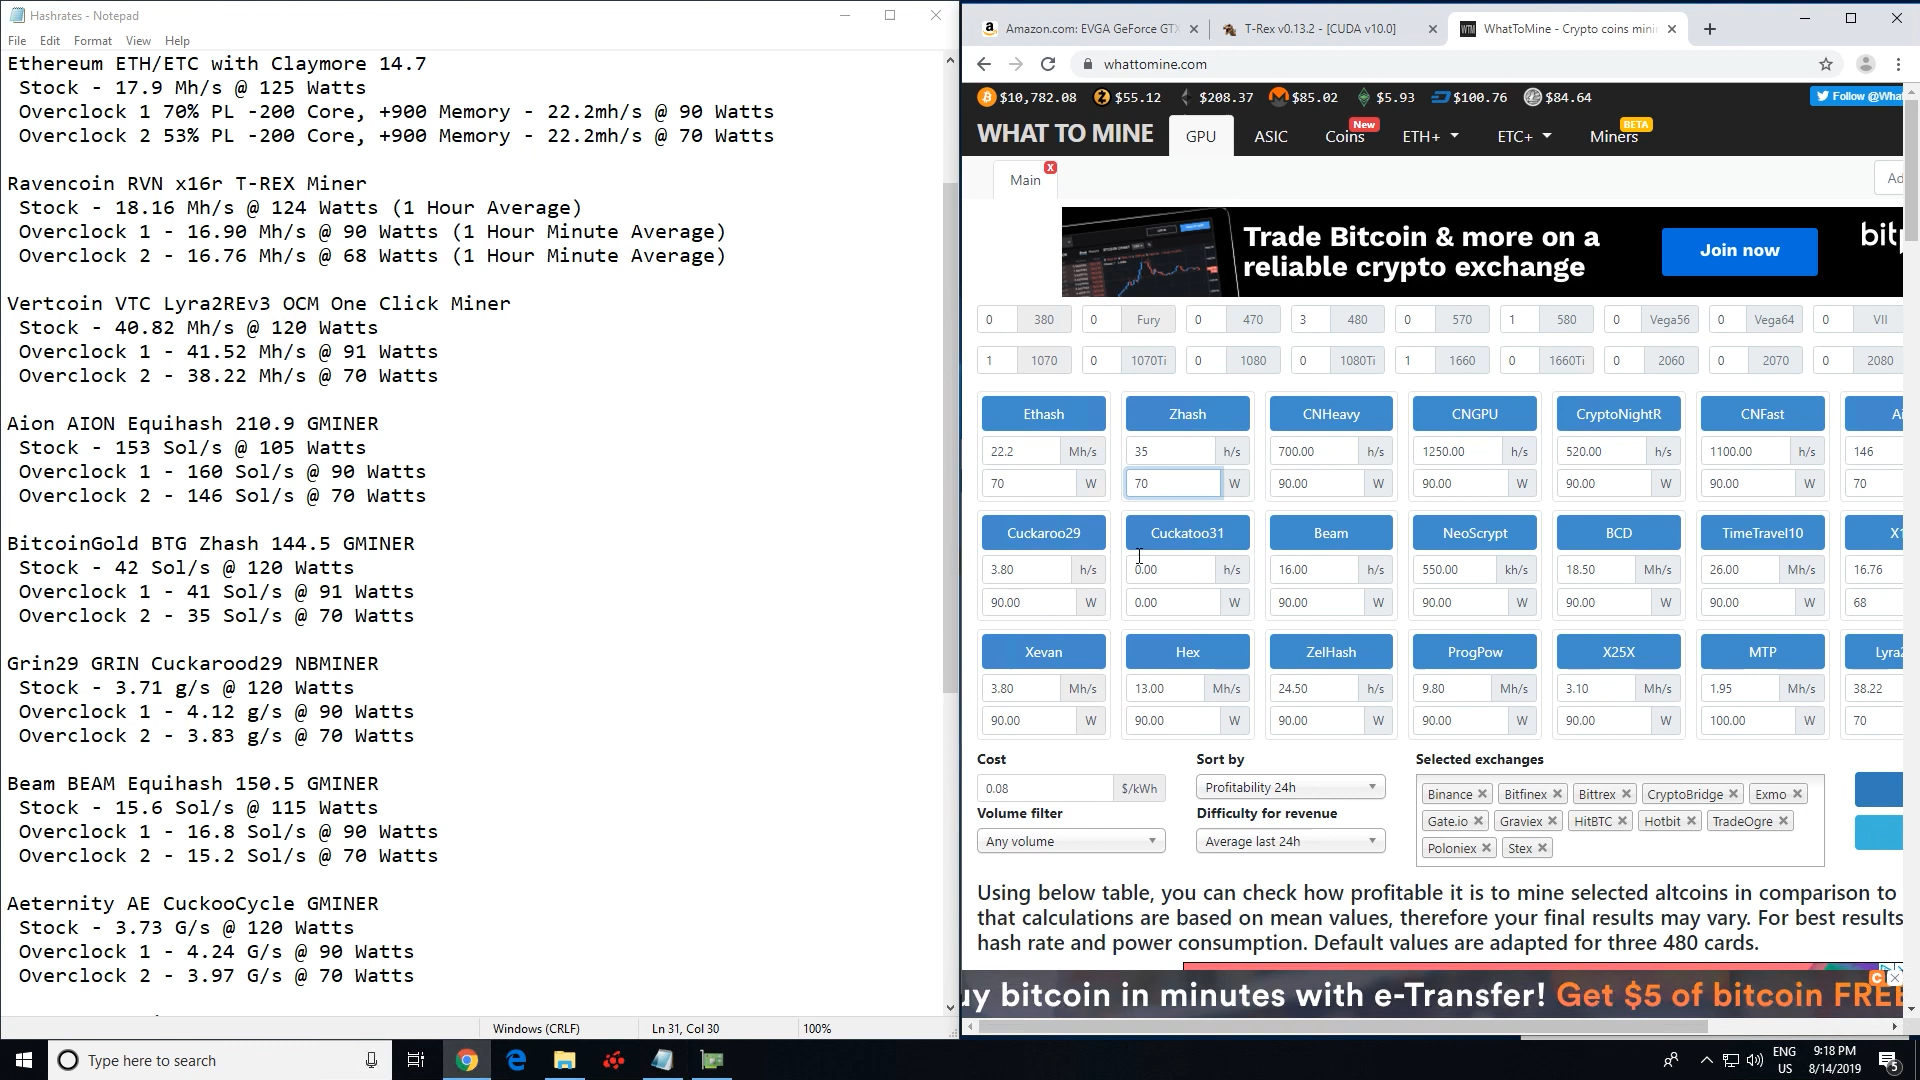 Hashrates - Notepad
File Edit Format View Help
Ethereum ETH/ETC with Claymore 14.7
Stock - 17.9 Mh/s @ 125 Watts
Overclock 1 70% PL -200 Core, +900 Memory - 22.2mh/s @ 90 Watts
Overclock 2 53% PL -200 Core, +900 Memory - 22.2mh/s @ 70 Watts
Ravencoin RVN x16r T-REX Miner
Stock - 18.16 Mh/s @ 124 Watts (1 Hour Average)
Overclock 1 - 16.90 Mh/s @ 90 Watts (1 Hour Minute Average)
Overclock 2 - 16.76 Mh/s @ 68 Watts (1 Hour Minute Average)
Vertcoin VTC Lyra2REv3 OCM One Click Miner
Stock - 40.82 Mh/s @ 120 Watts
Overclock 1 - 41.52 Mh/s @ 91 Watts
Overclock 2 - 38.22 Mh/s @ 70 Watts
Aion AION Equihash 210.9 GMINER
Stock - 153 Sol/s @ 105 Watts
Overclock 1 - 160 Sol/s @ 90 Watts
Overclock 2 - 146 Sol/s @ 70 Watts
BitcoinGold BTG Zhash 144.5 GMINER
Stock - 42 Sol/s @ 120 Watts
Overclock 1 - 41 Sol/s @ 91 Watts
Overclock 2 - 35 Sol/s @ 70 Watts
Grin29 GRIN Cuckarood29 NBMINER
Stock - 3.71 g/s @ 120 Watts
Overclock 1 - 4.12 g/s @ 90 Watts
Overclock 2 - 3.83 g/s @ 70 Watts
Beam BEAM Equihash 150.5 GMINER
Stock - 15.6 Sol/s @ 115 Watts
Overclock 1 - 16.8 Sol/s @ 90 Watts
Overclock 2 - 15.2 Sol/s @ 70 Watts
Aeternity AE CuckooCycle GMINER
Stock - 3.73 G/s @ 120 Watts
Overclock 1 - 4.24 G/s @ 90 Watts
Overclock 2 - 3.97 G/s @ 70 Watts
Windows (CRLF) Ln 31, Col 30 100%
Amazon.com: EVGA GeForce GTX
T-Rex v0.13.2 - [CUDA v10.0]
WhatToMine - Crypto coins mini
whattomine.com
$10,782.08 $55.12 $208.37 $85.02 $5.93 $100.76 $84.64
Follow @What
WHAT TO MINE GPU ASIC Coins New ETH+ ETC+ Miners BETA
Main x
Ad
Trade Bitcoin & more on a
reliable crypto exchange
Join now
bit
0 380 0 Fury 0 470 3 480 0 570 1 580 0 Vega56 0 Vega64 0 VII
1 1070 0 1070Ti 0 1080 0 1080Ti 1 1660 0 1660Ti 0 2060 0 2070 0 2080
Ethash Zhash CNHeavy CNGPU CryptoNightR CNFast Ai
22.2 Mh/s 35 h/s 700.00 h/s 1250.00 h/s 520.00 h/s 1100.00 h/s 146
70 W 70 W 90.00 W 90.00 W 90.00 W 90.00 W 70
Cuckaroo29 Cuckatoo31 Beam NeoScrypt BCD TimeTravel10 X1
3.80 h/s 0.00 h/s 16.00 h/s 550.00 kh/s 18.50 Mh/s 26.00 Mh/s 16.76
90.00 W 0.00 W 90.00 W 90.00 W 90.00 W 90.00 W 68
Xevan Hex ZelHash ProgPow X25X MTP Lyra2
3.80 Mh/s 13.00 Mh/s 24.50 h/s 9.80 Mh/s 3.10 Mh/s 1.95 Mh/s 38.22
90.00 W 90.00 W 90.00 W 90.00 W 90.00 W 100.00 W 70
Cost Sort by Selected exchanges
0.08 $/kWh Profitability 24h
Binance Bitfinex Bittrex CryptoBridge Exmo
Volume filter Difficulty for revenue
Gate.io Graviex HitBTC Hotbit TradeOgre
Any volume Average last 24h
Poloniex Stex
Using below table, you can check how profitable it is to mine selected altcoins in comparison to
that calculations are based on mean values, therefore your final results may vary. For best results
hash rate and power consumption. Default values are adapted for three 480 cards.
uy bitcoin in minutes with e-Transfer! Get $5 of bitcoin FREE
Type here to search
ENG
US
9:18 PM
8/14/2019
5